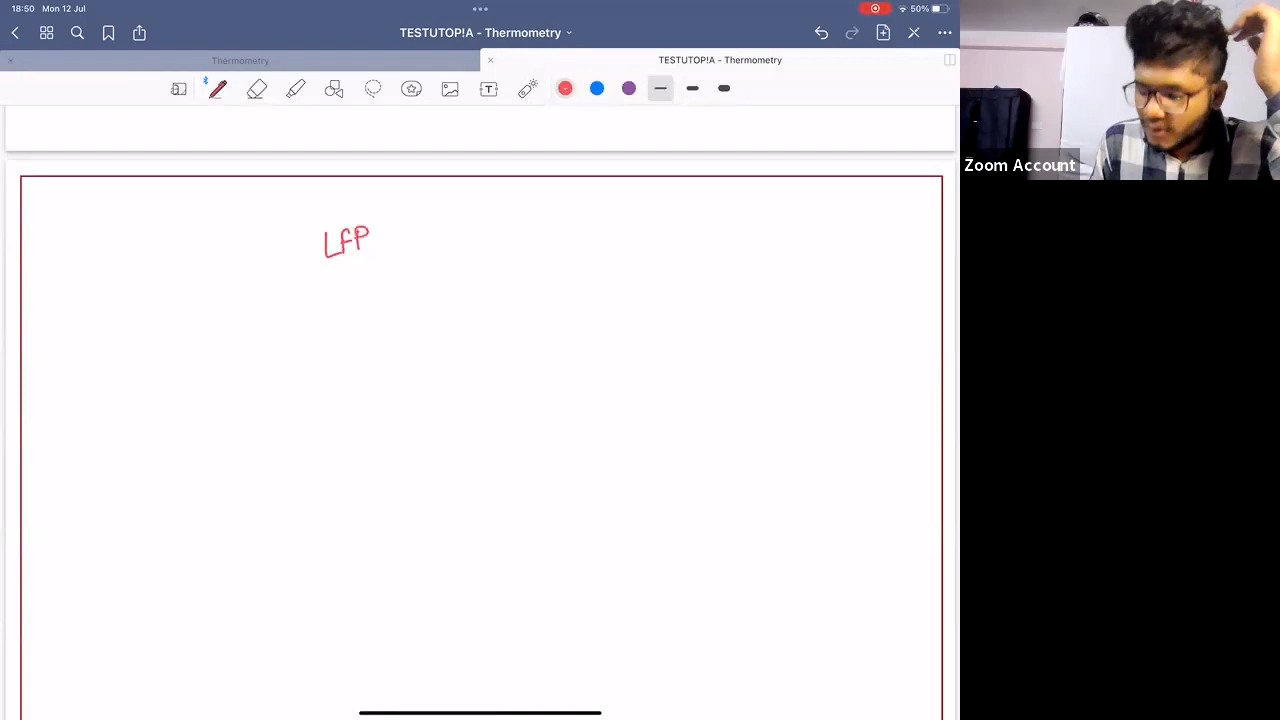 18:50 Mon 12 Jul
50%
TESTUTOP!A - Thermometry
Thermometry
TESTUTOP!A - Thermometry
LFP
Zoom Account